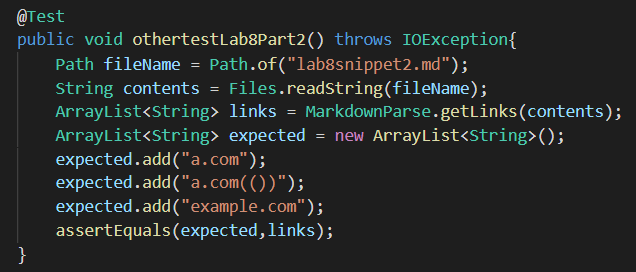 @Test
public void othertestLab8Part2() throws IOException{
    Path fileName = Path.of("lab8snippet2.md");
    String contents = Files.readString(fileName);
    ArrayList<String> links = MarkdownParse.getLinks(contents);
    ArrayList<String> expected = new ArrayList<String>();
    expected.add("a.com");
    expected.add("a.com(())");
    expected.add("example.com");
    assertEquals(expected,links);
}